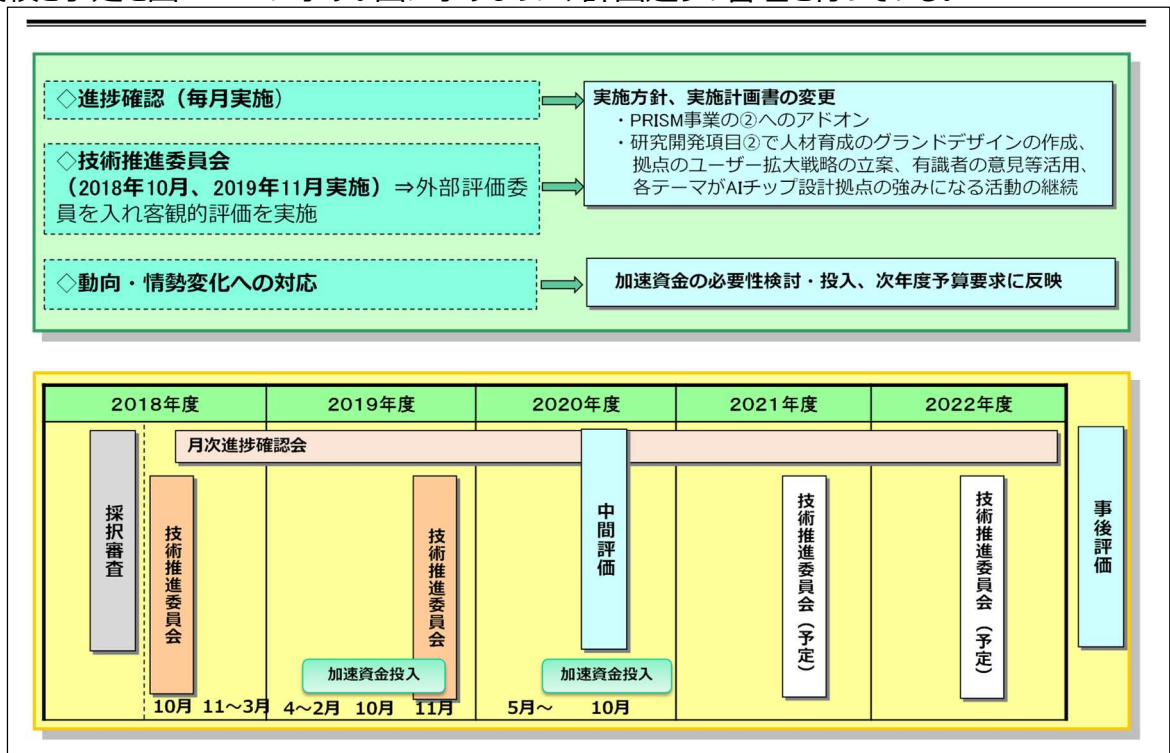 ◇進捗確認（毎月実施）
◇技術推進委員会
（2018年10月、2019年11月実施）⇒外部評価委
員を入れ客観的評価を実施
◇動向・情勢変化への対応
実施方針、実施計画書の変更
・PRISM事業の②へのアドオン
・研究開発項目②で人材育成のグランドデザインの作成、
拠点のユーザー拡大戦略の立案、有識者の意見等活用、
各テーマがAIチップ設計拠点の強みになる活動の継続
加速資金の必要性検討・投入、次年度予算要求に反映
2018年度 2019年度 2020年度 2021年度 2022年度
月次進捗確認会
採択審査
技術推進委員会
技術推進委員会
中間評価
技術推進委員会（予定）
技術推進委員会（予定）
事後評価
加速資金投入 加速資金投入
10月 11～3月 4～2月 10月 11月 5月～ 10月